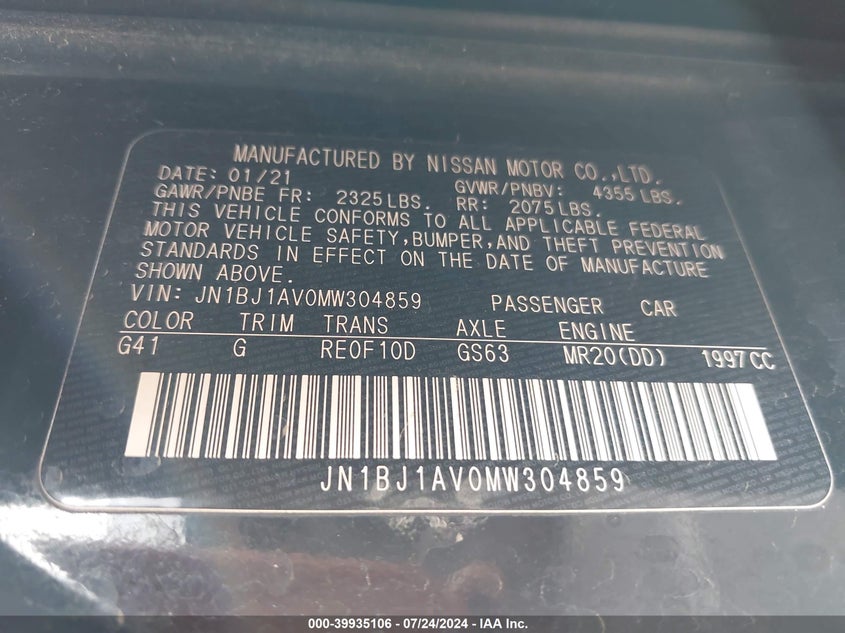 MANUFACTURED BY NISSAN MOTOR CO.,LTD.
DATE: 01/21 GVWR/PNBV: 4355 LBS.
GAWR/PNBE FR: 2325LBS. RR: 2075LBS.
THIS VEHICLE CONFORMS TO ALL APPLICABLE FEDERAL
MOTOR VEHICLE SAFETY,BUMPER,AND THEFT PREVENTION
STANDARDS IN EFFECT ON THE DATE OF MANUFACTURE
SHOWN ABOVE.
VIN: JN1BJ1AV0MW304859 PASSENGER CAR
COLOR TRIM TRANS AXLE ENGINE
G41 G RE0F10D GS63 MR20(DD) 1997CC
JN1BJ1AV0MW304859
000-39935106 - 07/24/2024 - IAA Inc.